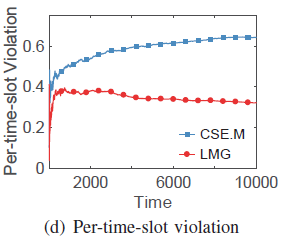 Per-time-slot Violation
0.6
0.4
0.2
0
CSE.M
LMG
2000
6000
10000
Time
(d) Per-time-slot violation